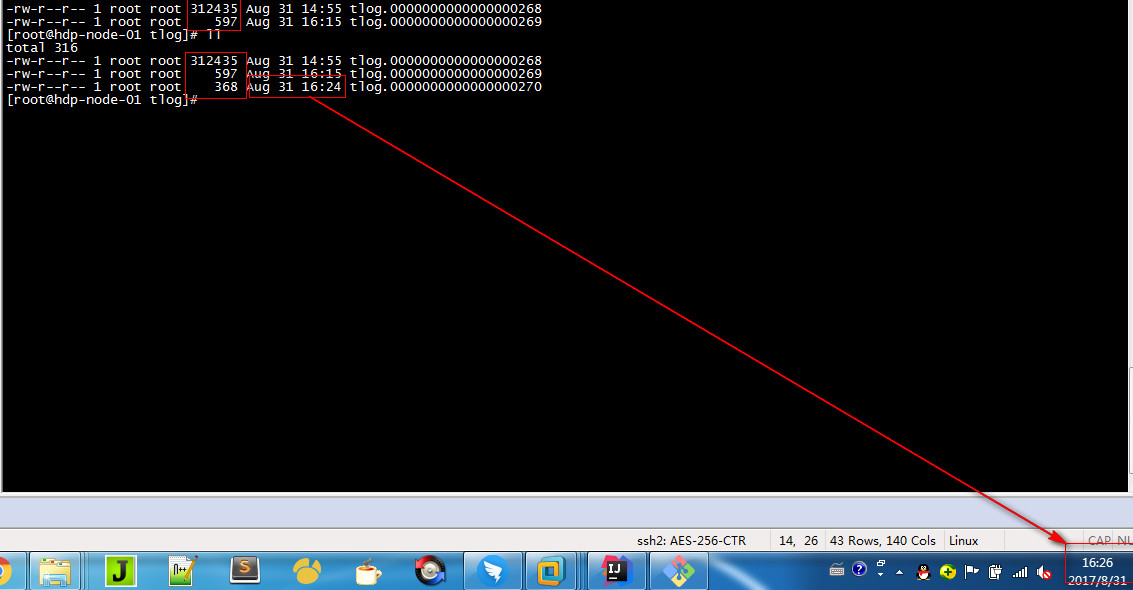 -rw-r--r-- 1 root root 312435 Aug 31 14:55 tlog.0000000000000000268
-rw-r--r-- 1 root root    597 Aug 31 16:15 tlog.0000000000000000269
[root@hdp-node-01 tlog]# ll
total 316
-rw-r--r-- 1 root root 312435 Aug 31 14:55 tlog.0000000000000000268
-rw-r--r-- 1 root root    597 Aug 31 16:15 tlog.0000000000000000269
-rw-r--r-- 1 root root    368 Aug 31 16:24 tlog.0000000000000000270
[root@hdp-node-01 tlog]#
ssh2: AES-256-CTR 14, 26 43 Rows, 140 Cols Linux CAP NU
J n++ S IJ
16:26
2017/8/31